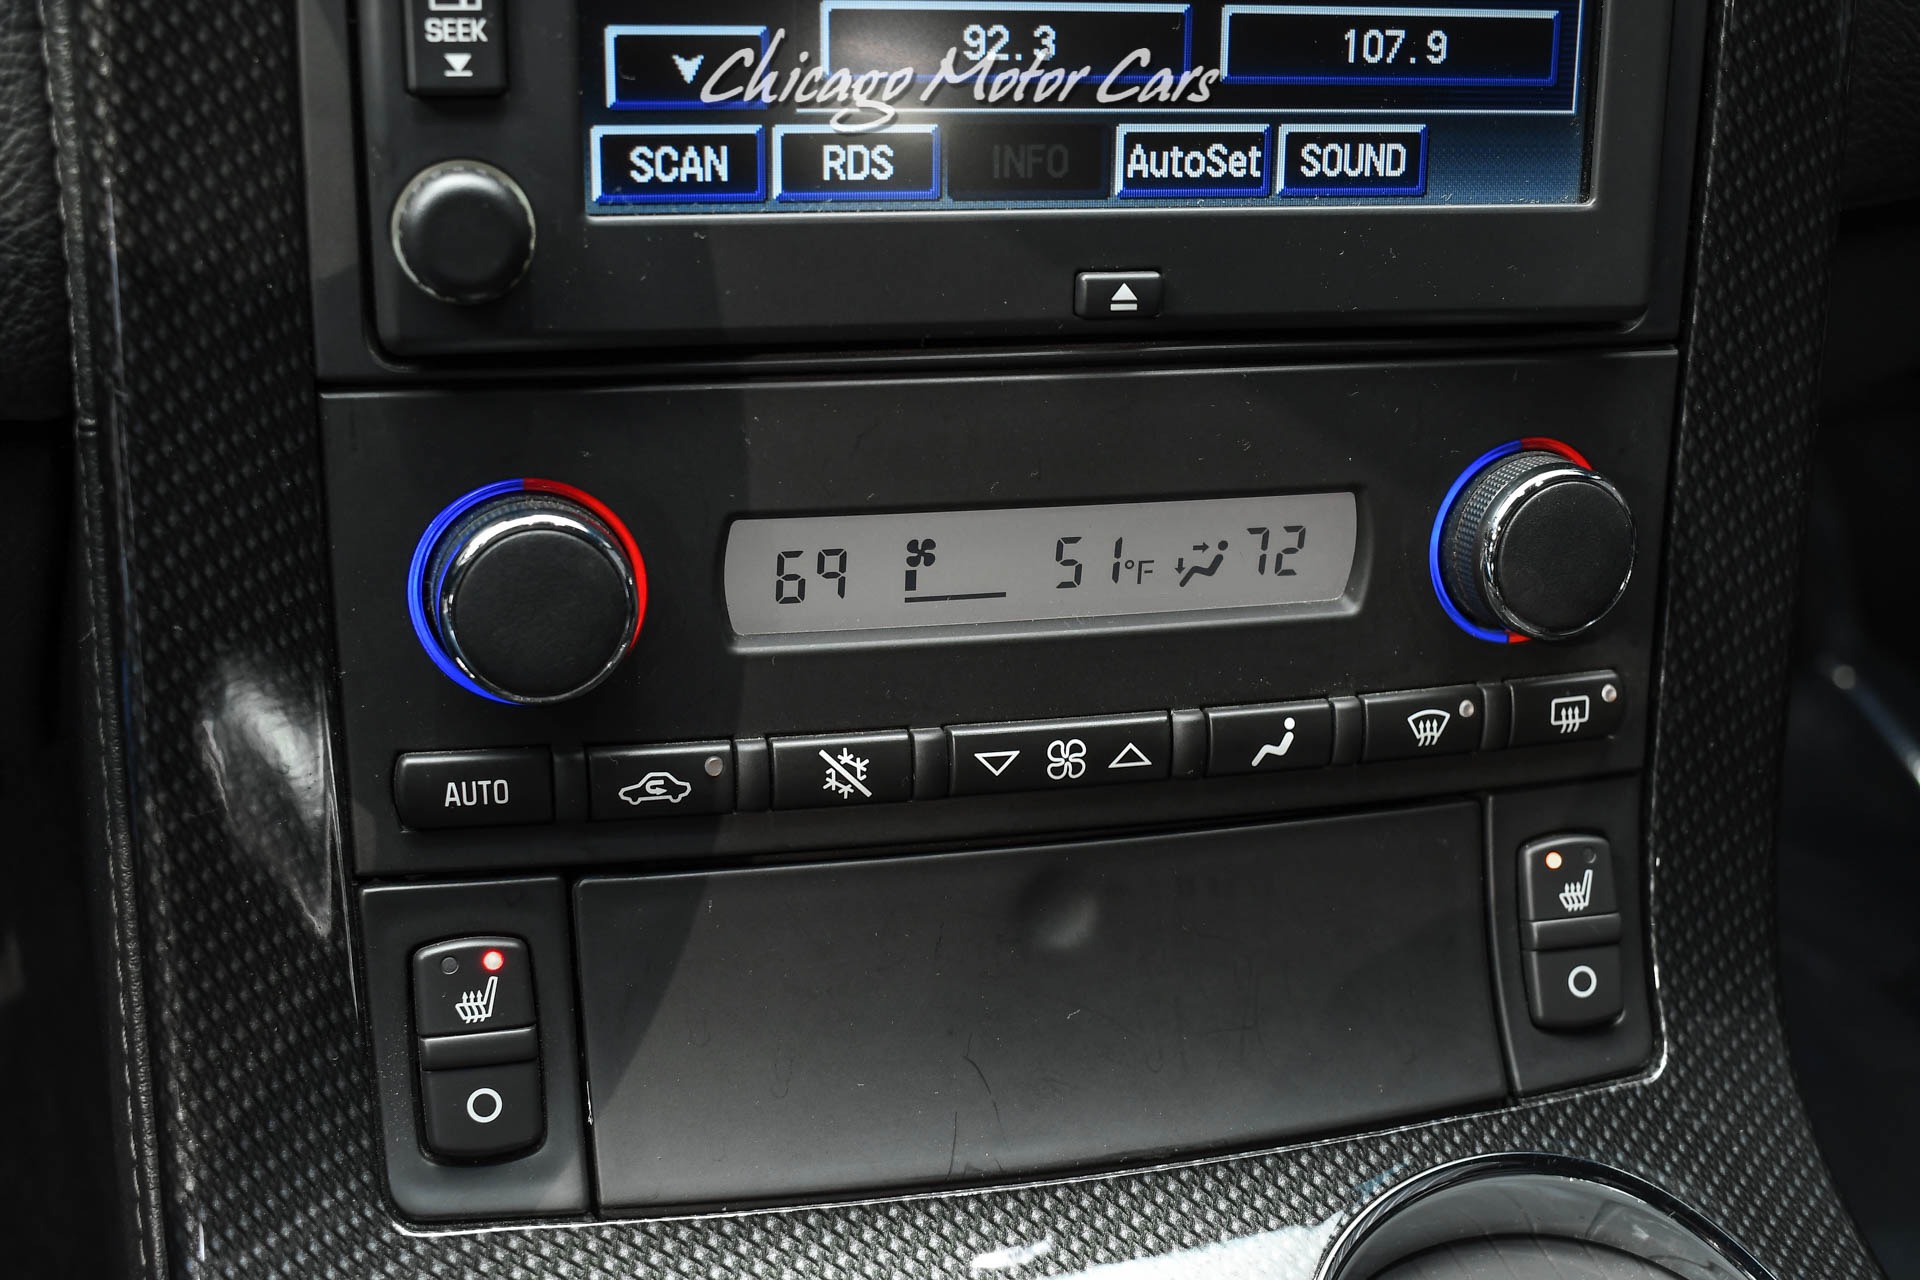 SEEK
92.3
107.9
Chicago Motor Cars
SCAN
RDS
INFO
AutoSet
SOUND
69
51°F
72
AUTO